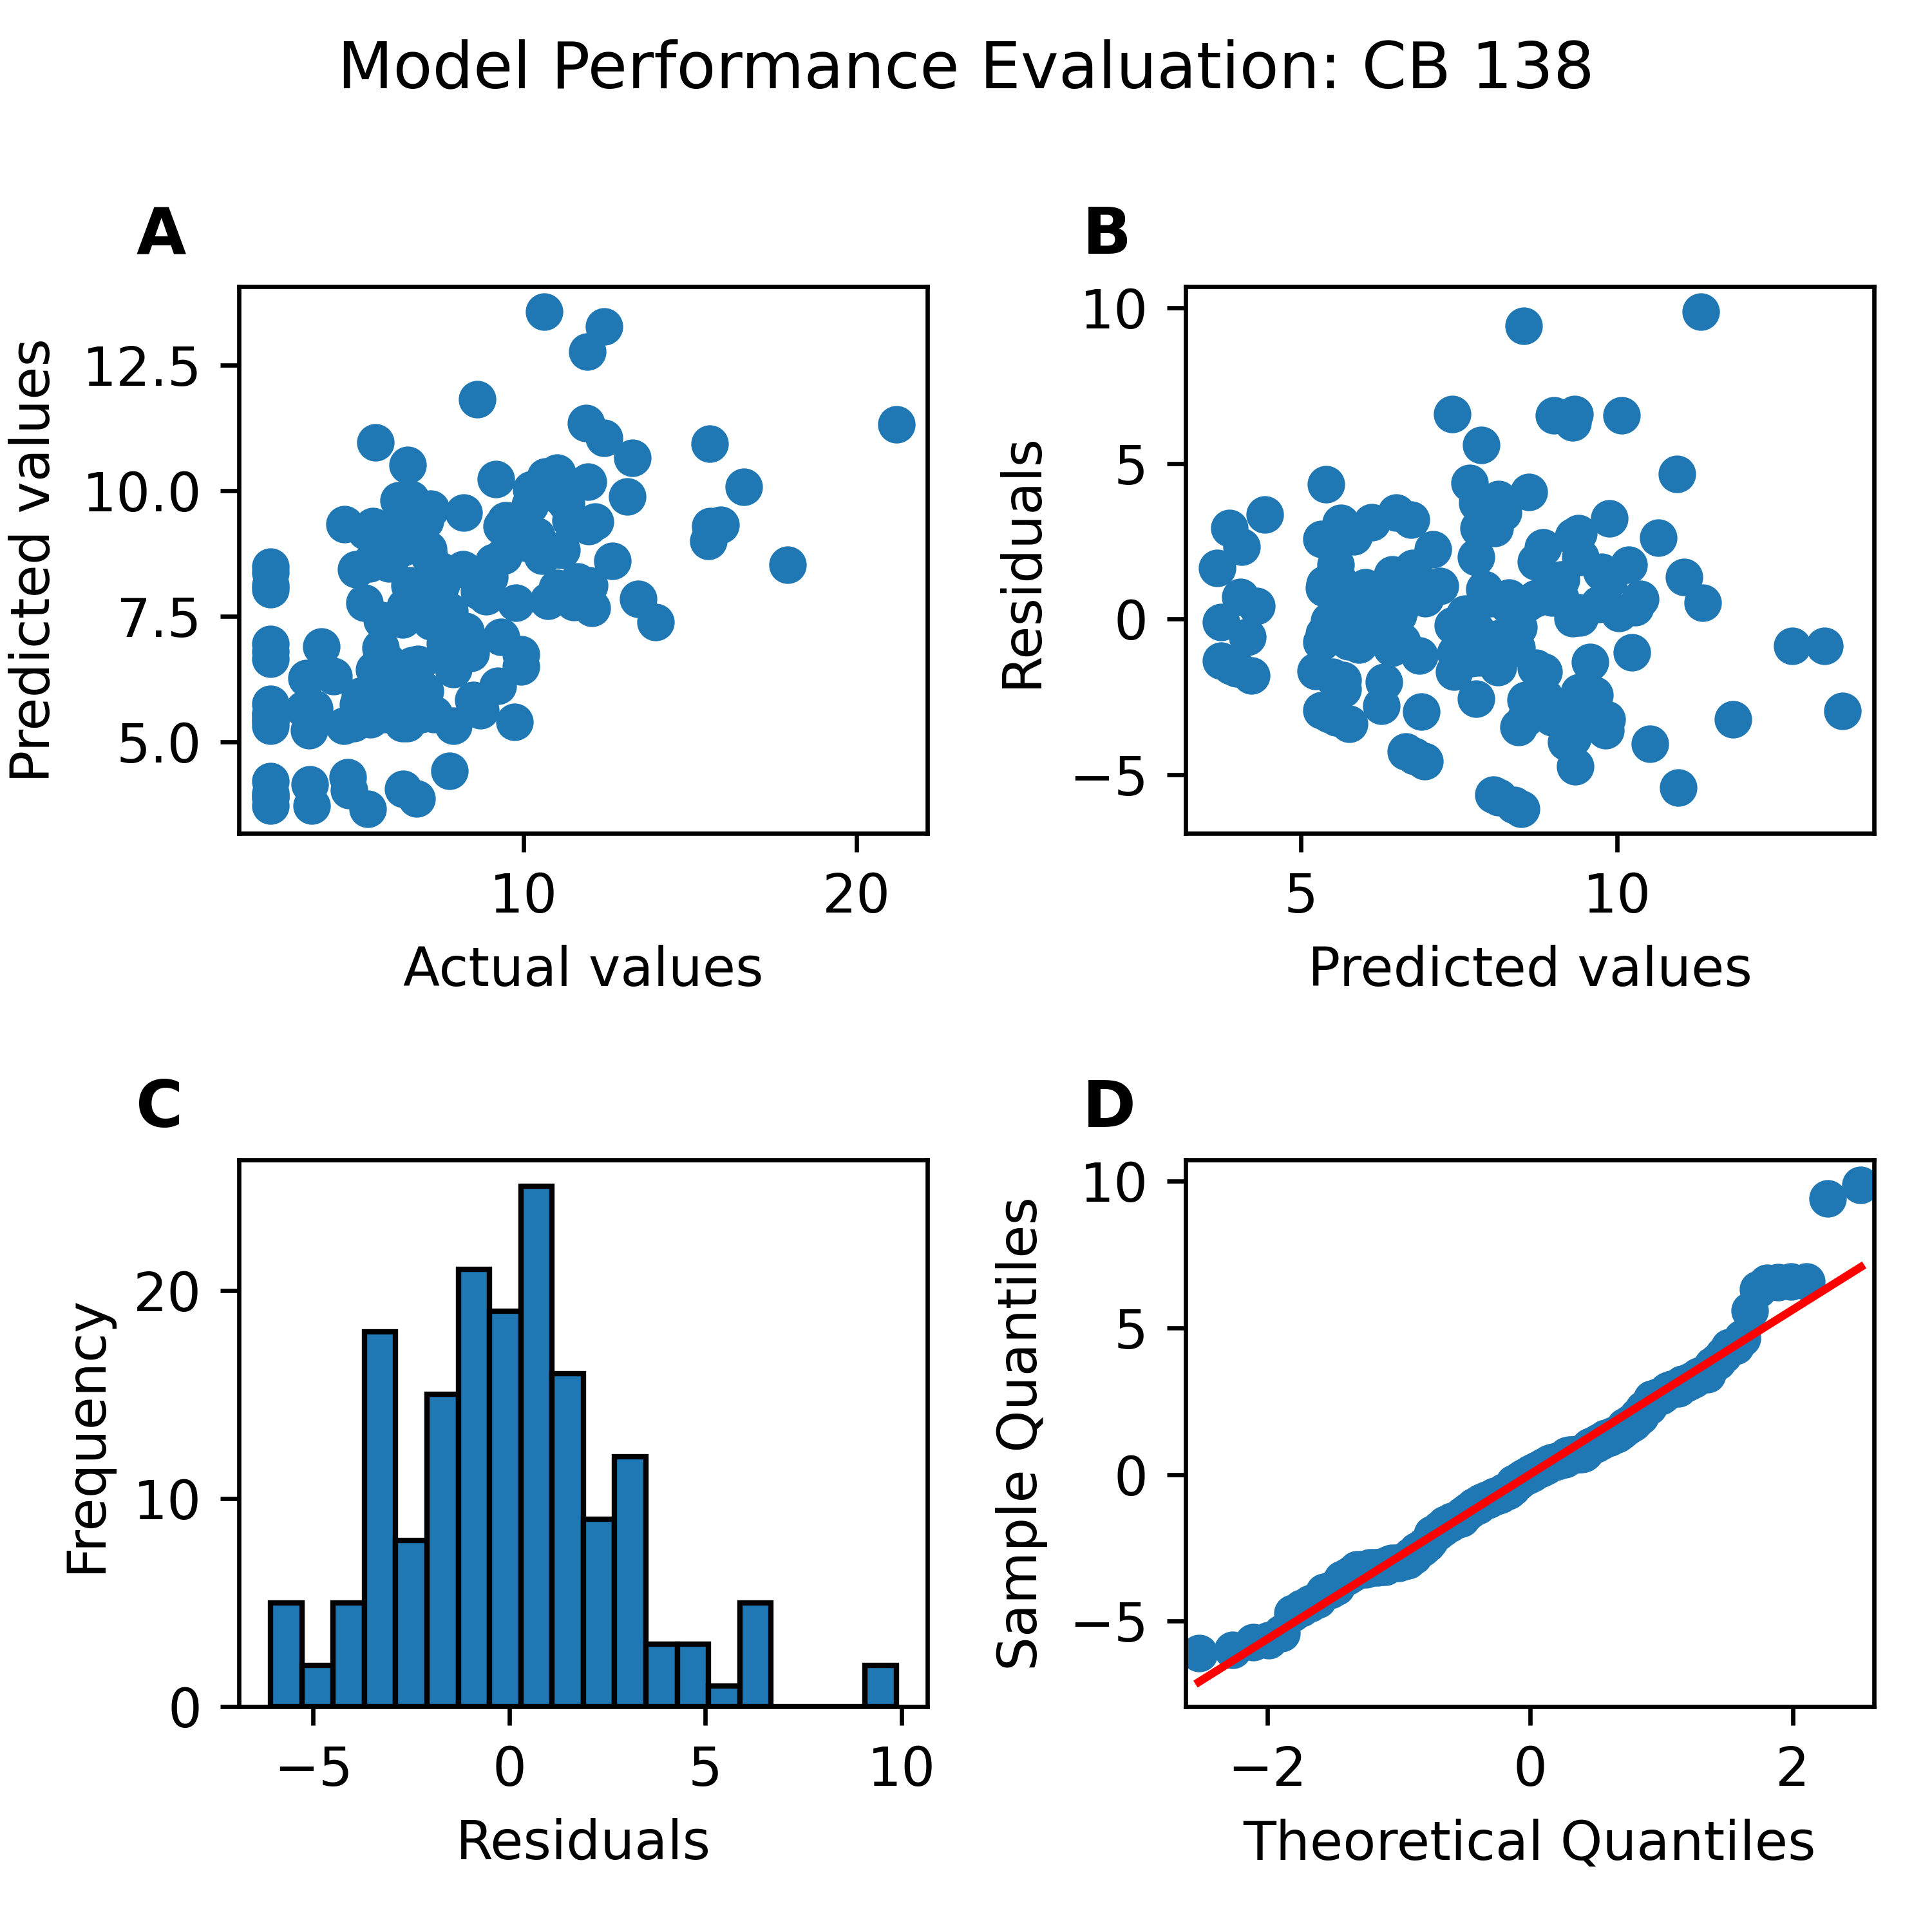 Model Performance Evaluation: CB 138
A
12.5
10.0
7.5
5.0
Predicted values
10
20
Actual values
B
10
5
0
−5
Residuals
5
10
Predicted values
C
20
10
0
Frequency
−5
0
5
10
Residuals
D
10
5
0
−5
Sample Quantiles
−2
0
2
Theoretical Quantiles